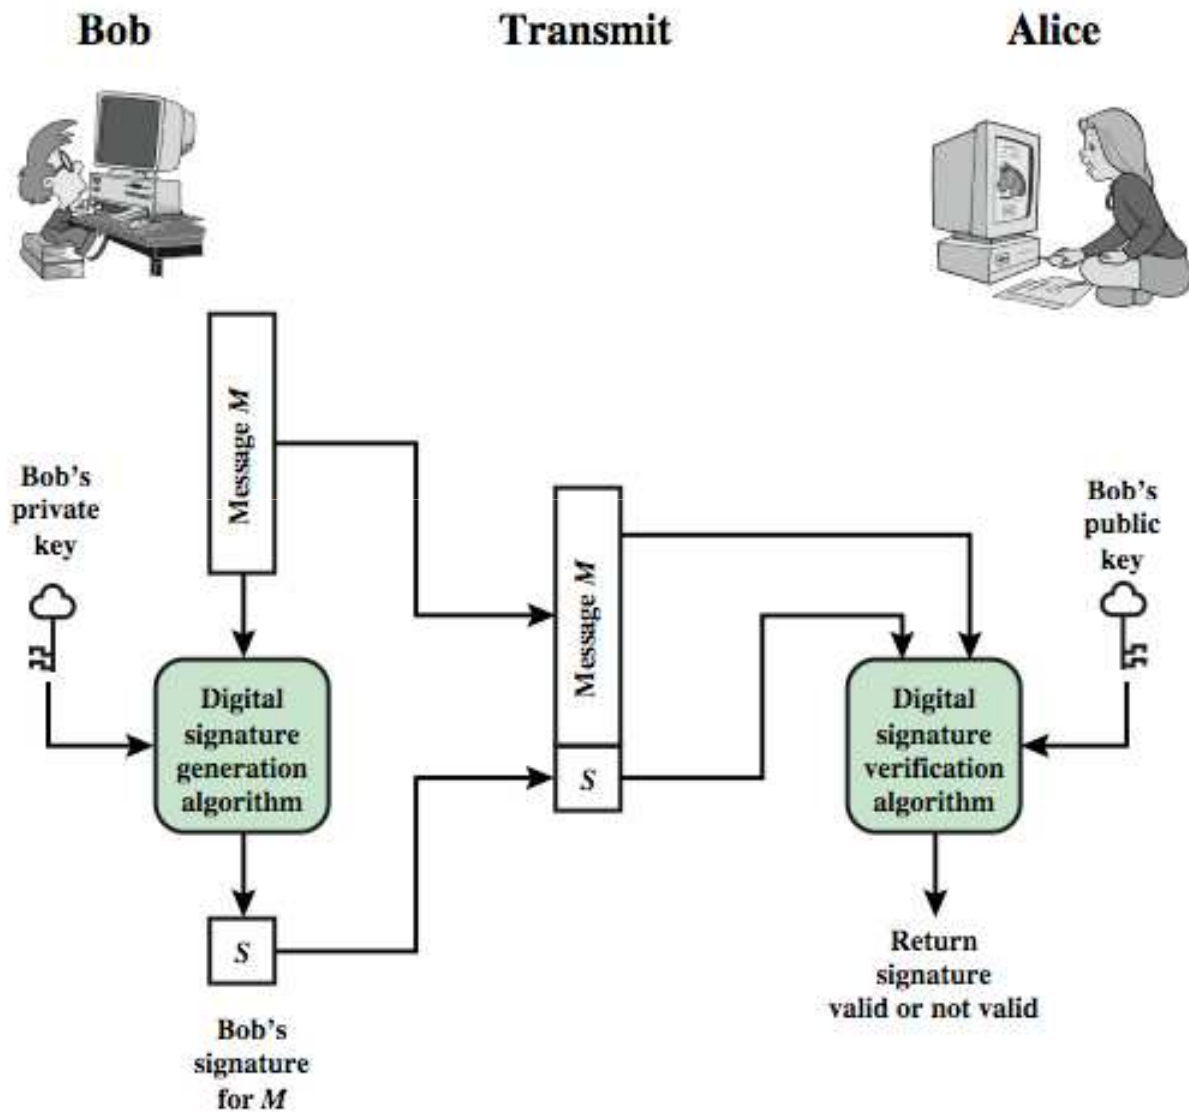 Bob
Transmit
Alice
Message M
Bob's
private
key
Message M
Bob's
public
key
Digital
signature
generation
algorithm
S
Digital
signature
verification
algorithm
S
Bob's
signature
for M
Return
signature
valid or not valid